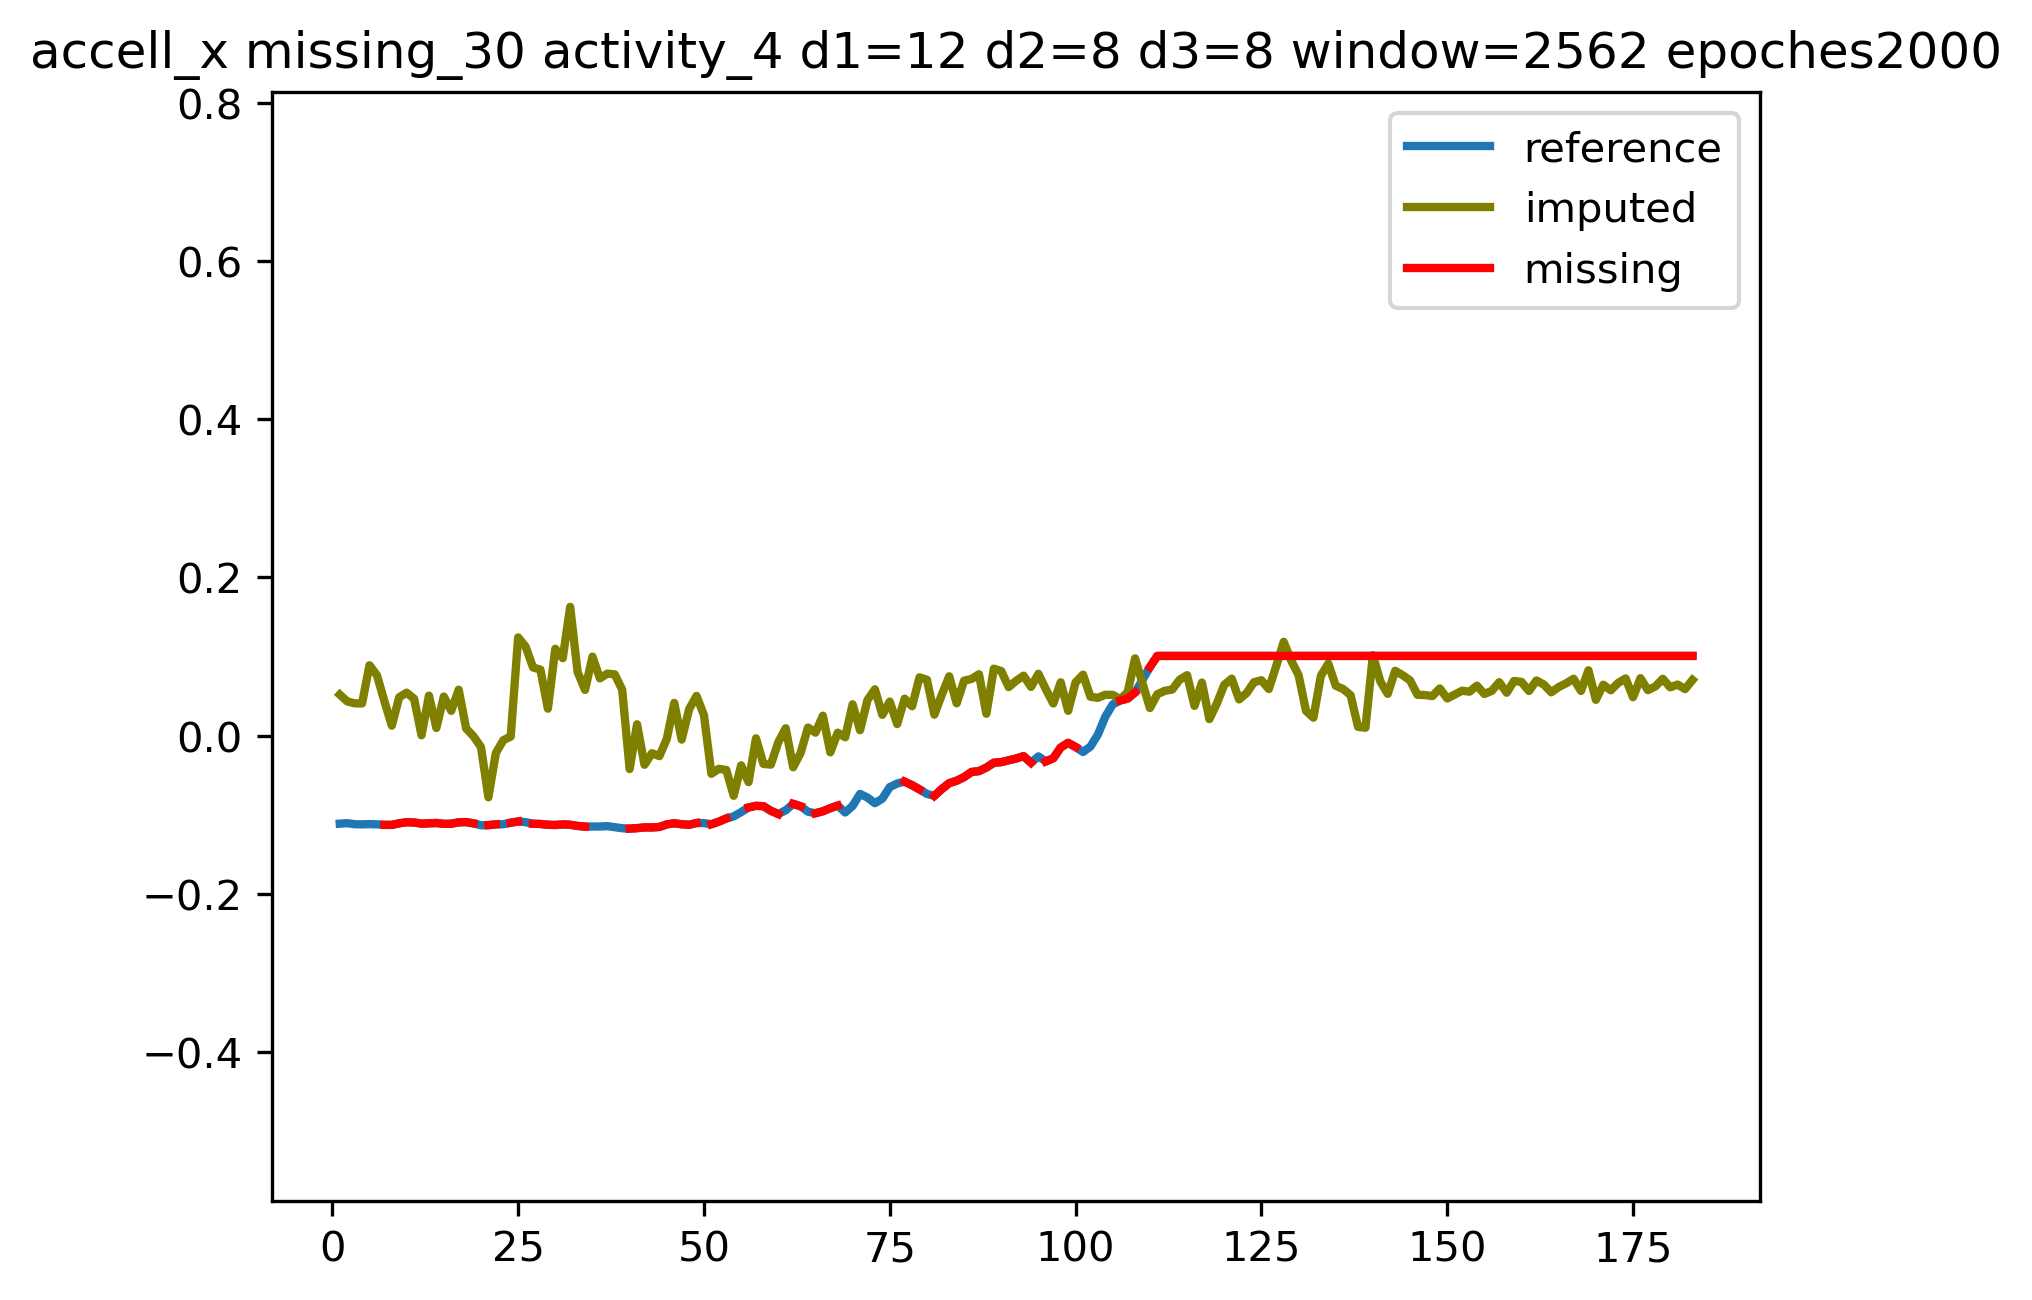 accell_x missing_30 activity_4 d1=12 d2=8 d3=8 window=2562 epoches2000
0.8
0.6
0.4
0.2
0.0
−0.2
−0.4
reference
imputed
missing
0 25 50 75 100 125 150 175